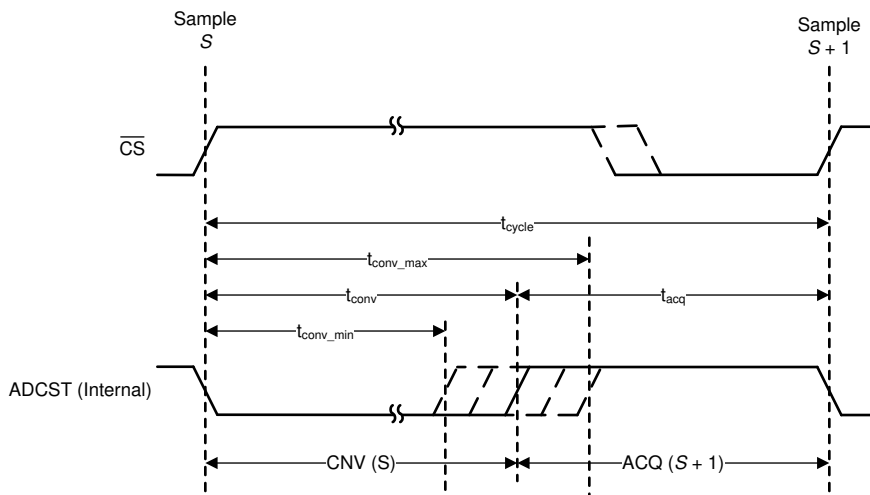 Sample
S
Sample
S + 1
CS
tcycle
tconv_max
tconv
tacq
tconv_min
ADCST (Internal)
CNV (S)
ACQ (S + 1)